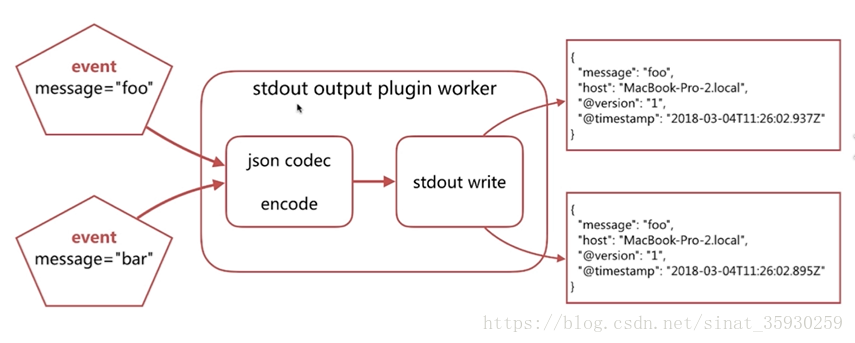 event
message="foo"
event
message="bar"
stdout output plugin worker
json codec
encode
stdout write
{
"message": "foo",
"host": "MacBook-Pro-2.local",
"@version": "1",
"@timestamp": "2018-03-04T11:26:02.937Z"
}
{
"message": "foo",
"host": "MacBook-Pro-2.local",
"@version": "1",
"@timestamp": "2018-03-04T11:26:02.895Z"
}
https://blog.csdn.net/sinat_35930259